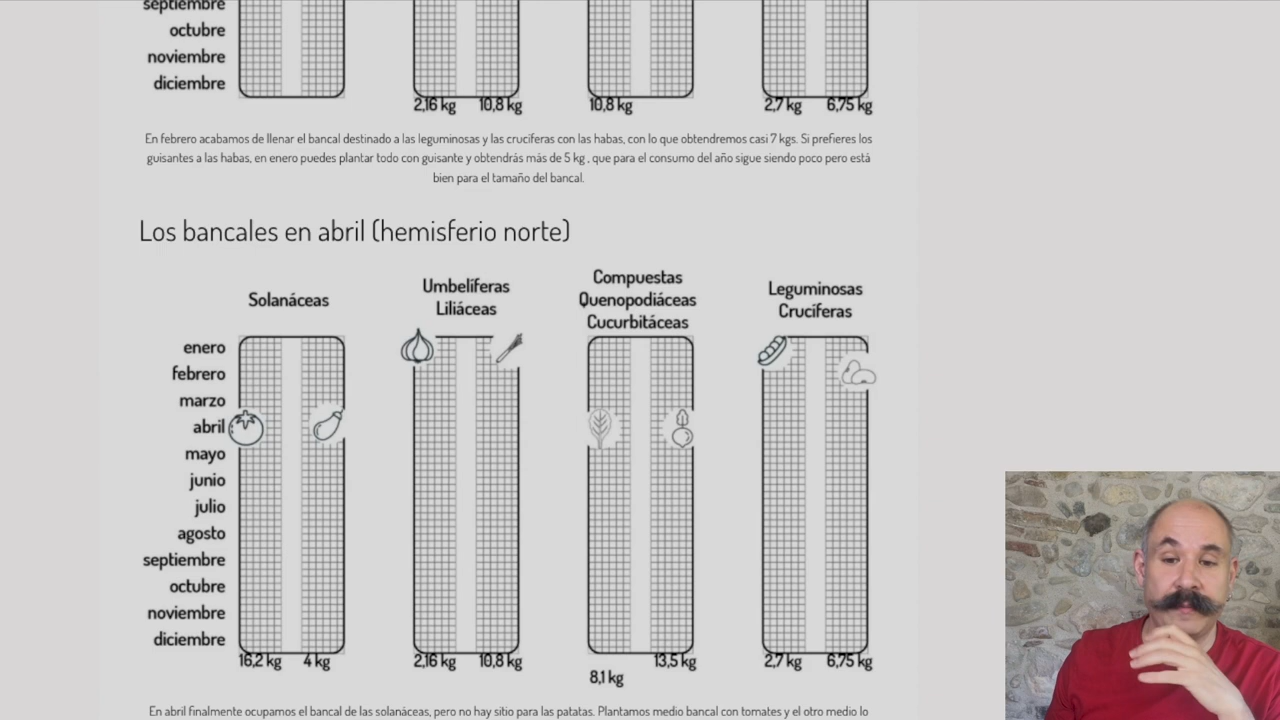 septiembre
octubre
noviembre
diciembre
2,16 kg 10,8 kg 10,8 kg 2,7 kg 6,75 kg
En febrero acabamos de llenar el bancal destinado a las leguminosas y las crucíferas con las habas, con lo que obtendremos casi 7 kgs. Si prefieres los
guisantes a las habas, en enero puedes plantar todo con guisante y obtendrás más de 5 kg , que para el consumo del año sigue siendo poco pero está
bien para el tamaño del bancal.
Los bancales en abril (hemisferio norte)
Solanáceas
Umbelíferas
Liliáceas
Compuestas
Quenopodiáceas
Cucurbitáceas
Leguminosas
Crucíferas
enero
febrero
marzo
abril
mayo
junio
julio
agosto
septiembre
octubre
noviembre
diciembre
16,2 kg 4 kg 2,16 kg 10,8 kg 13,5 kg 2,7 kg 6,75 kg
8,1 kg
En abril finalmente ocupamos el bancal de las solanáceas, pero no hay sitio para las patatas. Plantamos medio bancal con tomates y el otro medio lo